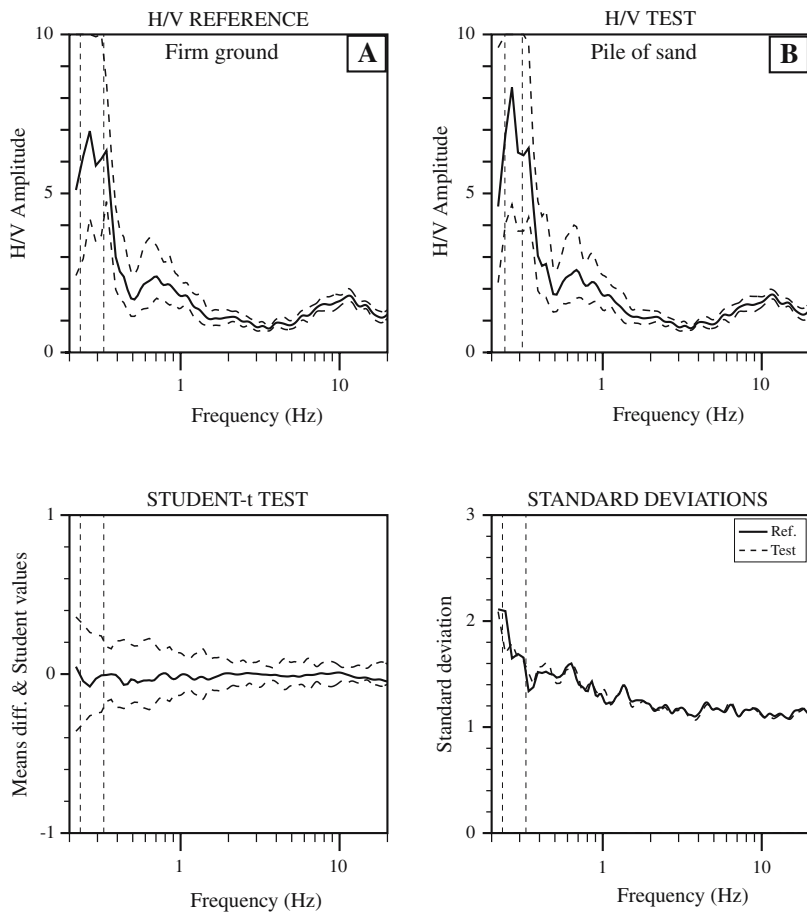 H/V REFERENCE
Firm ground
A
10
5
0
H/V Amplitude
1
10
Frequency (Hz)
H/V TEST
Pile of sand
B
10
5
0
H/V Amplitude
1
10
Frequency (Hz)
STUDENT-t TEST
1
0
-1
Means diff. & Student values
1
10
Frequency (Hz)
STANDARD DEVIATIONS
Ref.
Test
3
2
1
0
Standard deviation
1
10
Frequency (Hz)